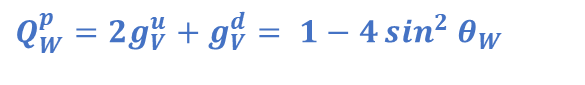 Q_W^p = 2g_V^u + g_V^d = 1 − 4 sin² θ_W